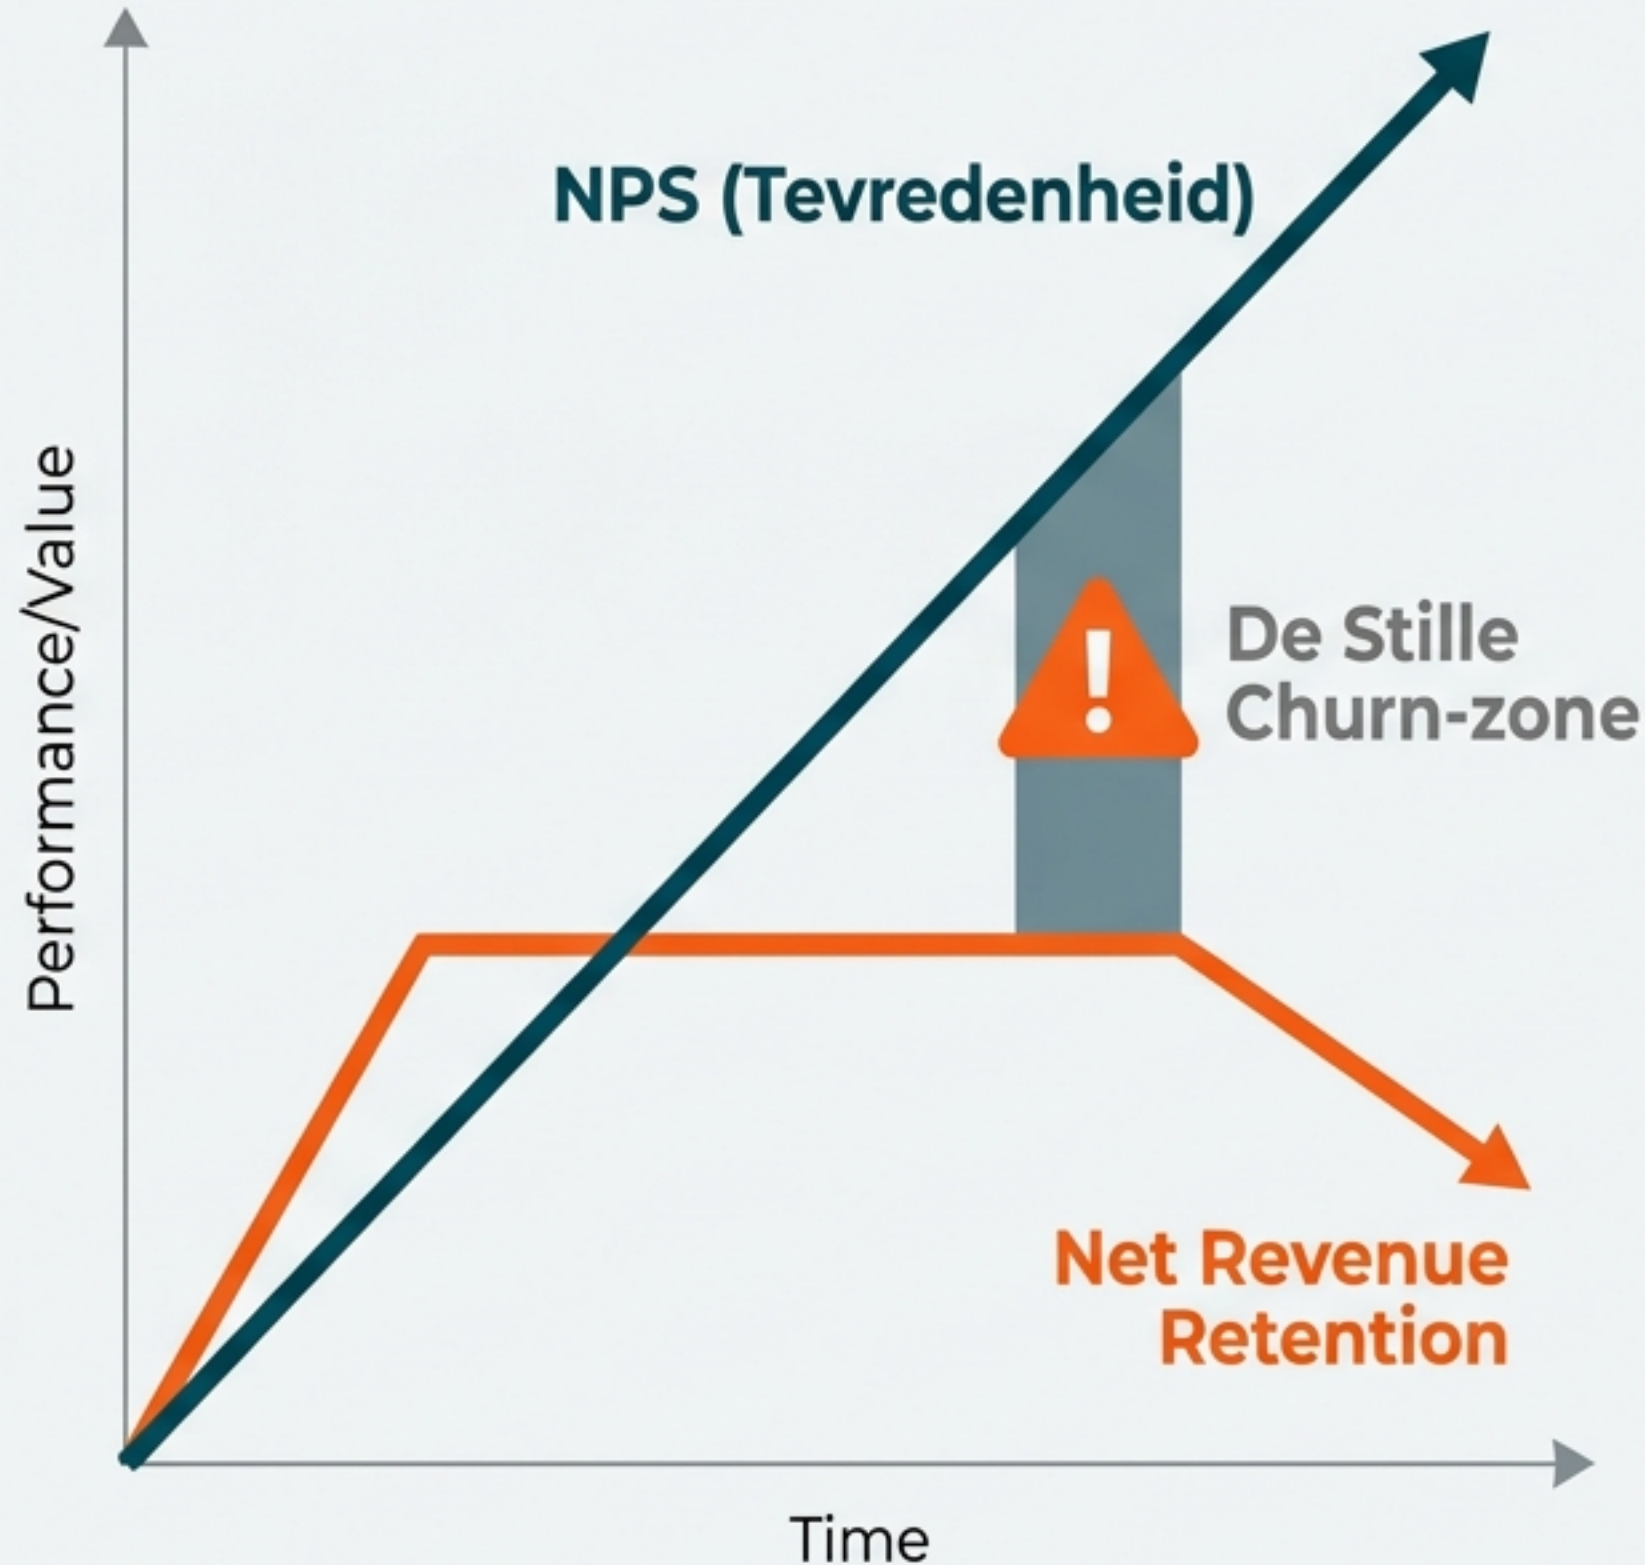 NPS (Tevredenheid)
Performance/Value
!
De Stille
Churn-zone
Net Revenue
Retention
Time